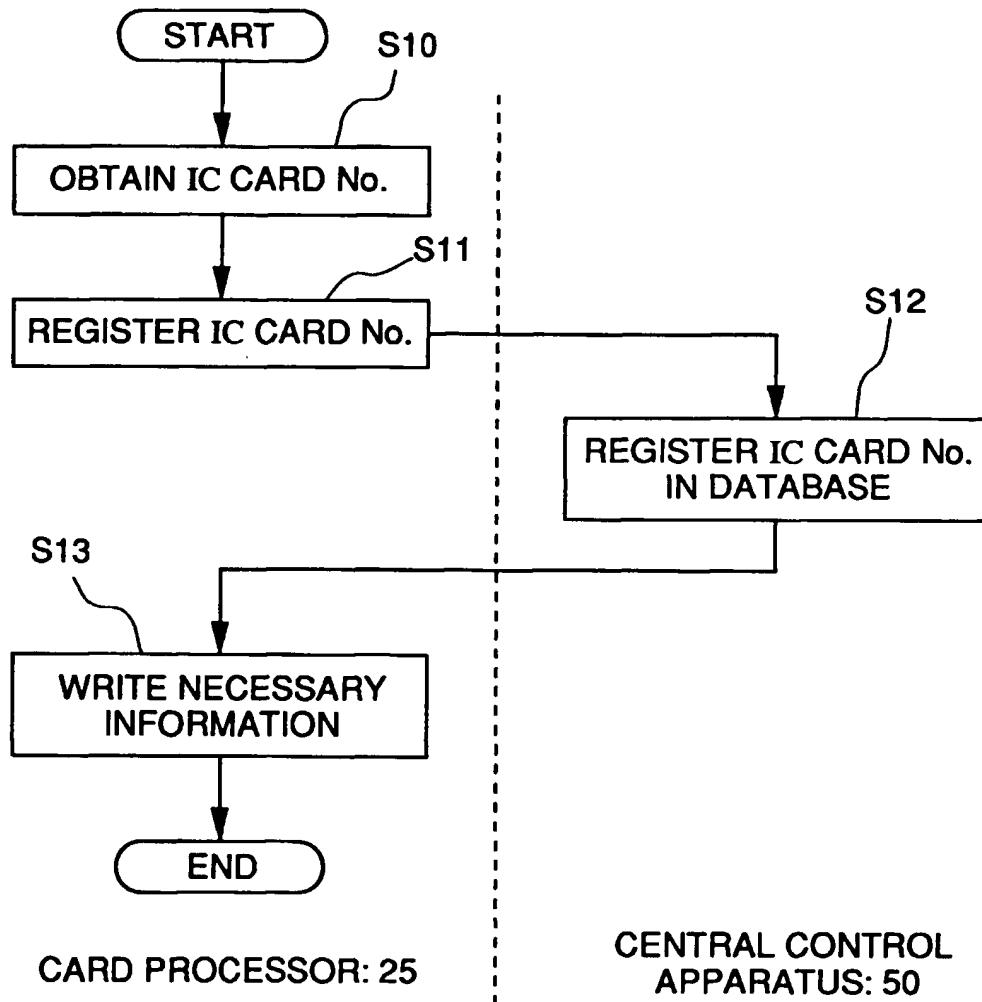 START
S10
OBTAIN IC CARD No.
S11
REGISTER IC CARD No.
S12
REGISTER IC CARD No.
IN DATABASE
S13
WRITE NECESSARY
INFORMATION
END
CARD PROCESSOR: 25
CENTRAL CONTROL
APPARATUS: 50